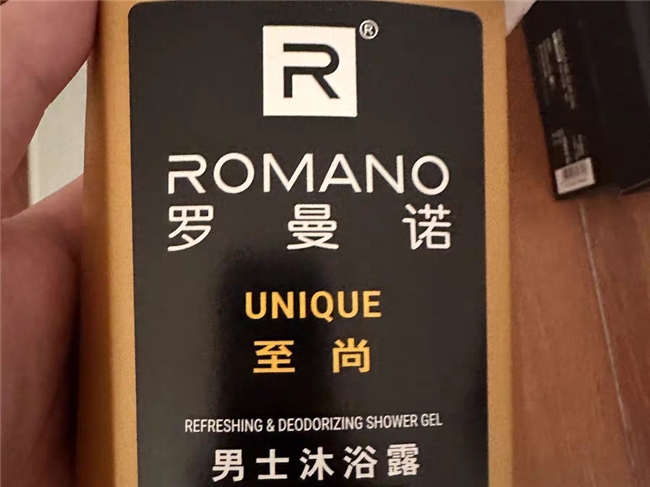 R®
ROMANO
罗曼诺
UNIQUE
至尚
REFRESHING & DEODORIZING SHOWER GEL
男士沐浴露